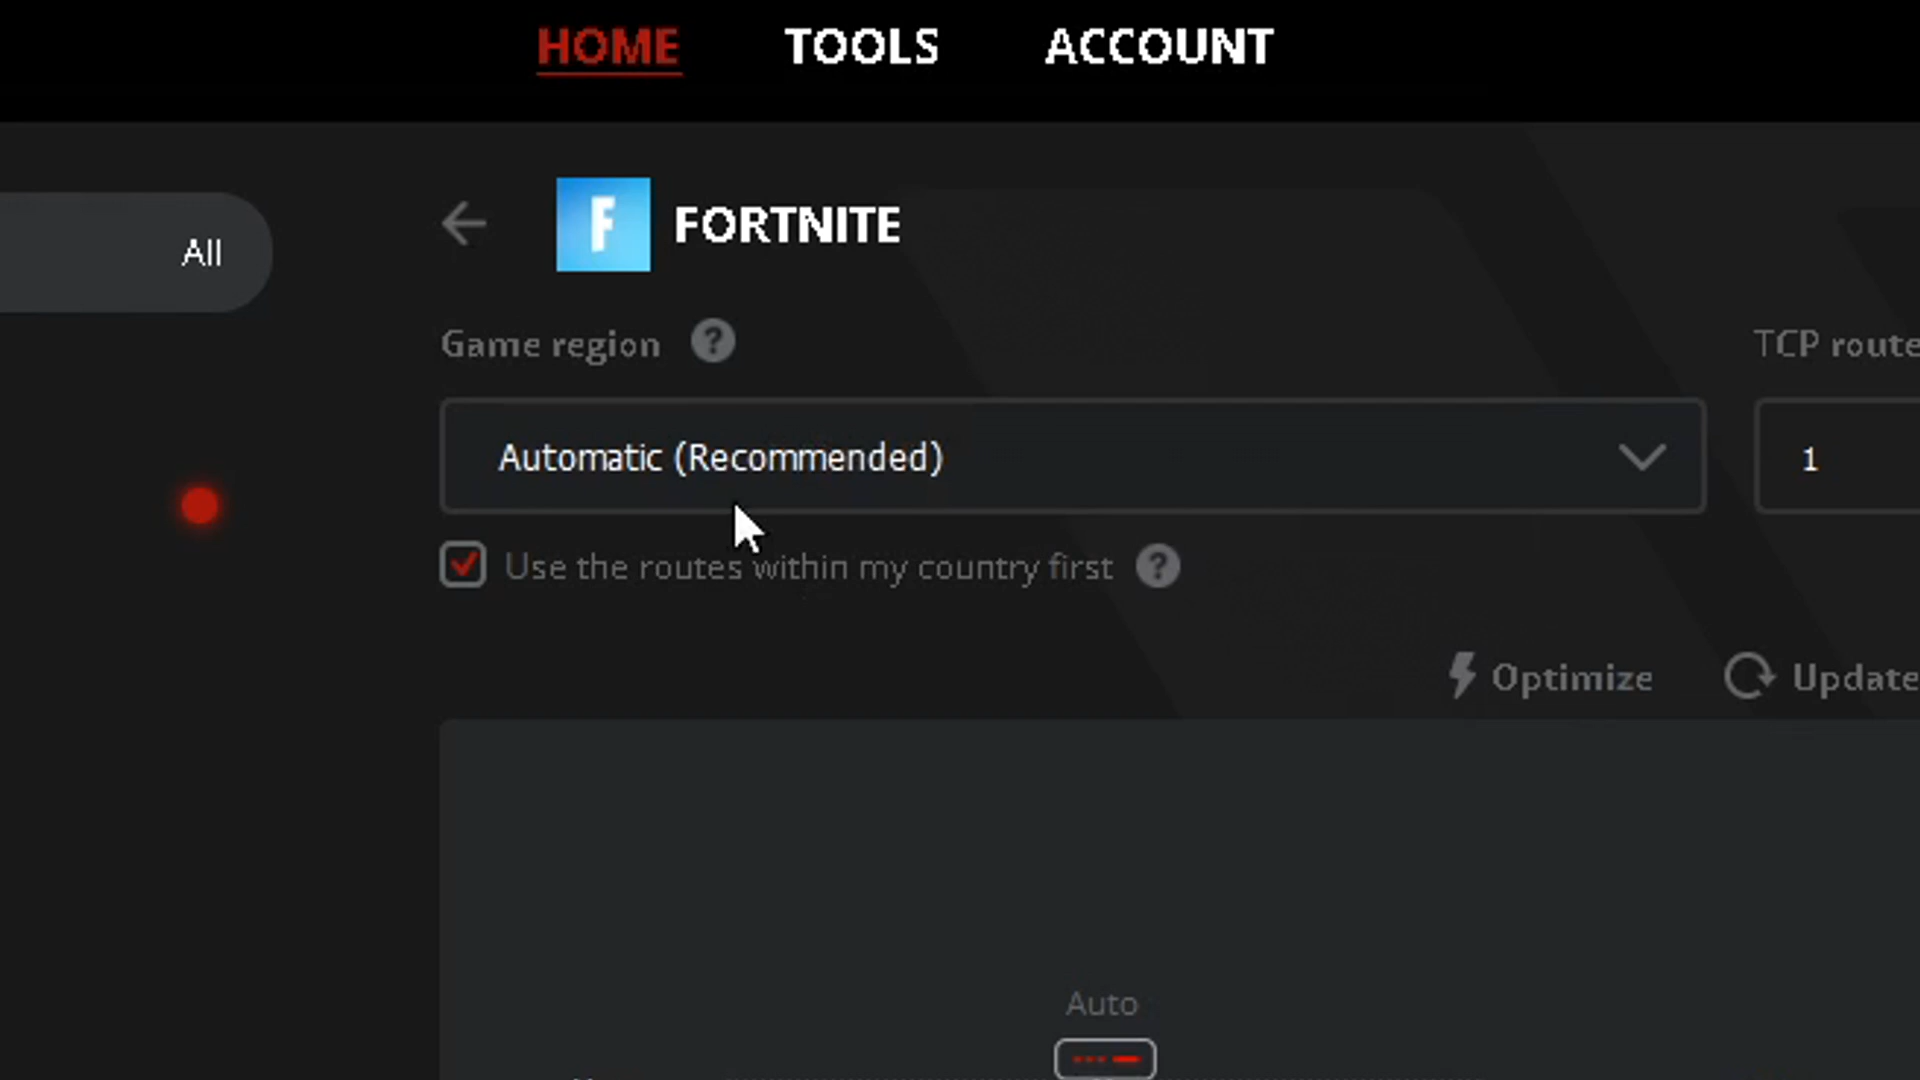 HOME TOOLS ACCOUNT
All
F FORTNITE
Game region ?
TCP route
Automatic (Recommended)
1
Use the routes within my country first ?
Optimize Update
Auto